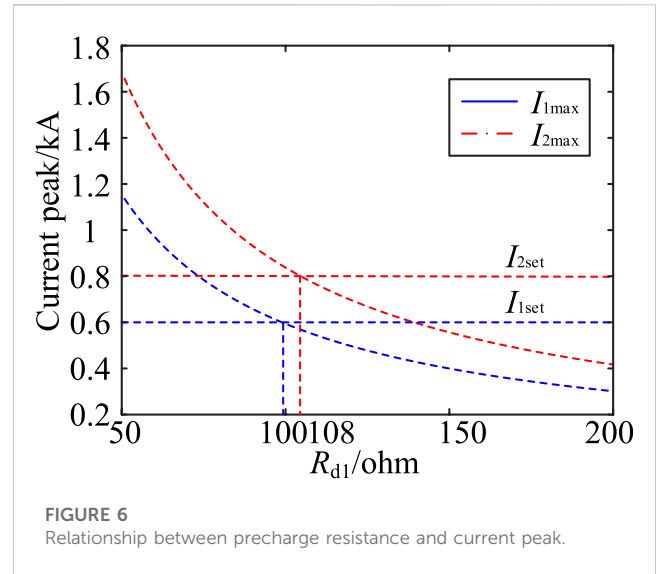 1.8
1.6
1.4
1.2
1
0.8
0.6
0.4
0.2
Current peak/kA
I1max
I2max
I2set
I1set
50 100 108 150 200
Rd1/ohm
FIGURE 6
Relationship between precharge resistance and current peak.